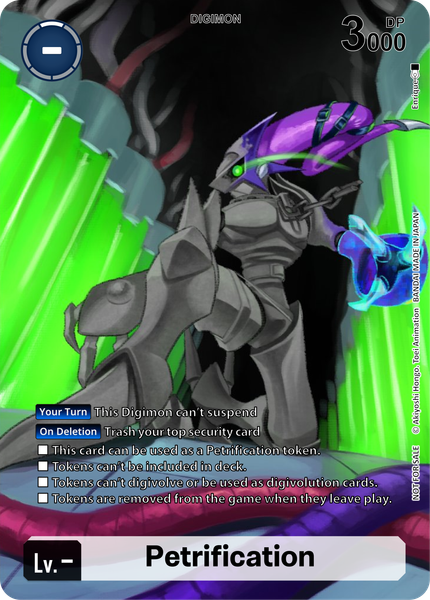 DIGIMON
DP
3000
Enrique
Your Turn This Digimon can't suspend
On Deletion Trash your top security card
This card can be used as a Petrification token.
Tokens can't be included in deck.
Tokens can't digivolve or be used as digivolution cards.
Tokens are removed from the game when they leave play.
NOT FOR SALE © Akiyoshi Hongo, Toei Animation BANDAI MADE IN JAPAN
Lv.-
Petrification